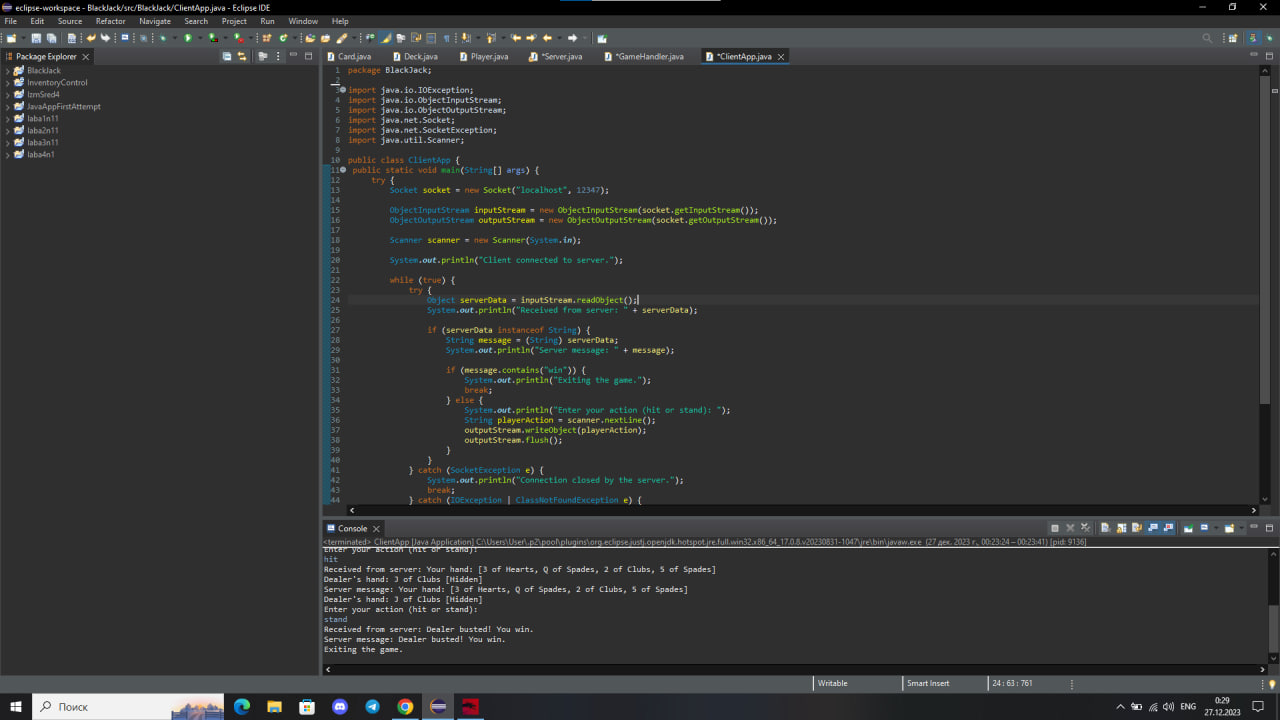 eclipse-workspace - BlackJack/src/BlackJack/ClientApp.java - Eclipse IDE
File Edit Source Refactor Navigate Search Project Run Window Help
Package Explorer
Card.java Deck.java Player.java *Server.java *GameHandler.java *ClientApp.java
BlackJack
InventoryControl
IzmSred4
JavaAppFirstAttempt
laba1n11
laba2n11
laba3n11
laba4n1
1 package BlackJack;
2
3 import java.io.IOException;
4 import java.io.ObjectInputStream;
5 import java.io.ObjectOutputStream;
6 import java.net.Socket;
7 import java.net.SocketException;
8 import java.util.Scanner;
9
10 public class ClientApp {
11 public static void main(String[] args) {
12 try {
13 Socket socket = new Socket("localhost", 12347);
14
15 ObjectInputStream inputStream = new ObjectInputStream(socket.getInputStream());
16 ObjectOutputStream outputStream = new ObjectOutputStream(socket.getOutputStream());
17
18 Scanner scanner = new Scanner(System.in);
19
20 System.out.println("Client connected to server.");
21
22 while (true) {
23 try {
24 Object serverData = inputStream.readObject();
25 System.out.println("Received from server: " + serverData);
26
27 if (serverData instanceof String) {
28 String message = (String) serverData;
29 System.out.println("Server message: " + message);
30
31 if (message.contains("win")) {
32 System.out.println("Exiting the game.");
33 break;
34 } else {
35 System.out.println("Enter your action (hit or stand): ");
36 String playerAction = scanner.nextLine();
37 outputStream.writeObject(playerAction);
38 outputStream.flush();
39 }
40 }
41 } catch (SocketException e) {
42 System.out.println("Connection closed by the server.");
43 break;
44 } catch (IOException | ClassNotFoundException e) {
Console
<terminated> ClientApp [Java Application] C:\Users\User\.p2\pool\plugins\org.eclipse.justj.openjdk.hotspot.jre.full.win32.x86_64_17.0.8.v20230831-1047\jre\bin\javaw.exe (27 дек. 2023 г., 00:23:24 – 00:23:41) [pid: 9136]
Enter your action (hit or stand):
hit
Received from server: Your hand: [3 of Hearts, Q of Spades, 2 of Clubs, 5 of Spades]
Dealer's hand: J of Clubs [Hidden]
Server message: Your hand: [3 of Hearts, Q of Spades, 2 of Clubs, 5 of Spades]
Dealer's hand: J of Clubs [Hidden]
Enter your action (hit or stand):
stand
Received from server: Dealer busted! You win.
Server message: Dealer busted! You win.
Exiting the game.
Writable Smart Insert 24 : 63 : 761
Поиск
ENG
0:29
27.12.2023